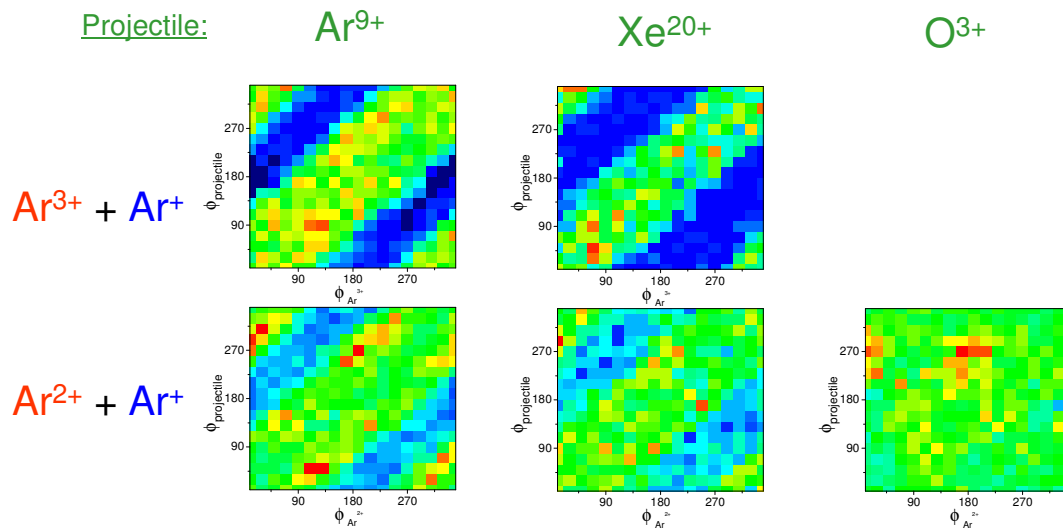 Projectile: Ar⁹⁺ Xe²⁰⁺ O³⁺
Ar³⁺ + Ar⁺
ϕprojectile
270
180
90
90 180 270
ϕAr³⁺
ϕprojectile
270
180
90
90 180 270
ϕAr³⁺
Ar²⁺ + Ar⁺
ϕprojectile
270
180
90
90 180 270
ϕAr²⁺
ϕprojectile
270
180
90
90 180 270
ϕAr²⁺
ϕprojectile
270
180
90
90 180 270
ϕAr²⁺